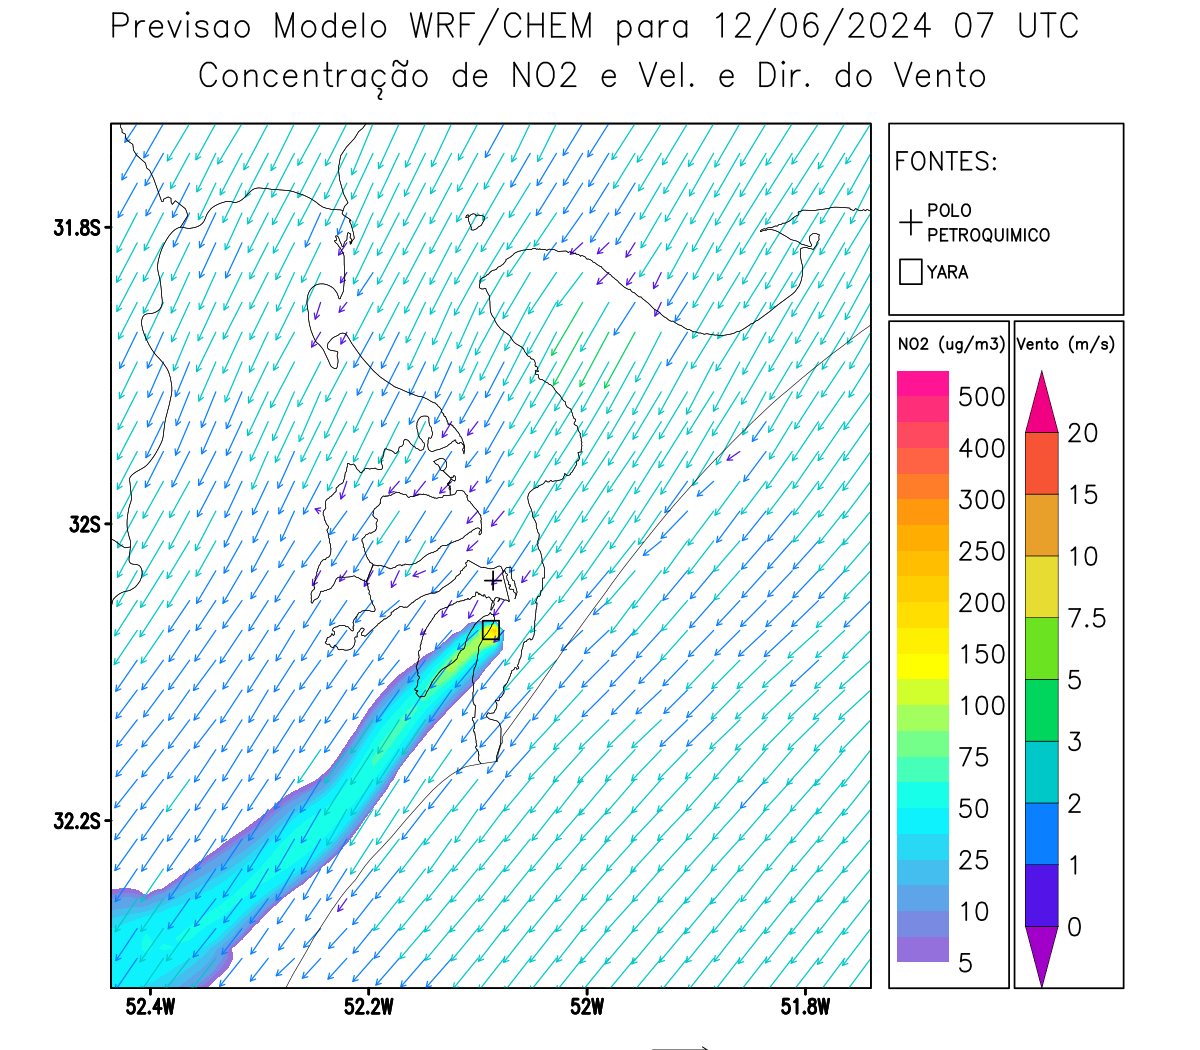 Previsao Modelo WRF/CHEM para 12/06/2024 07 UTC
Concentração de NO2 e Vel. e Dir. do Vento
FONTES:
POLO
PETROQUIMICO
YARA
NO2 (ug/m3)
500
400
300
250
200
150
100
75
50
25
10
5
Vento (m/s)
20
15
10
7.5
5
3
2
1
0
31.8S
32S
32.2S
52.4W
52.2W
52W
51.8W